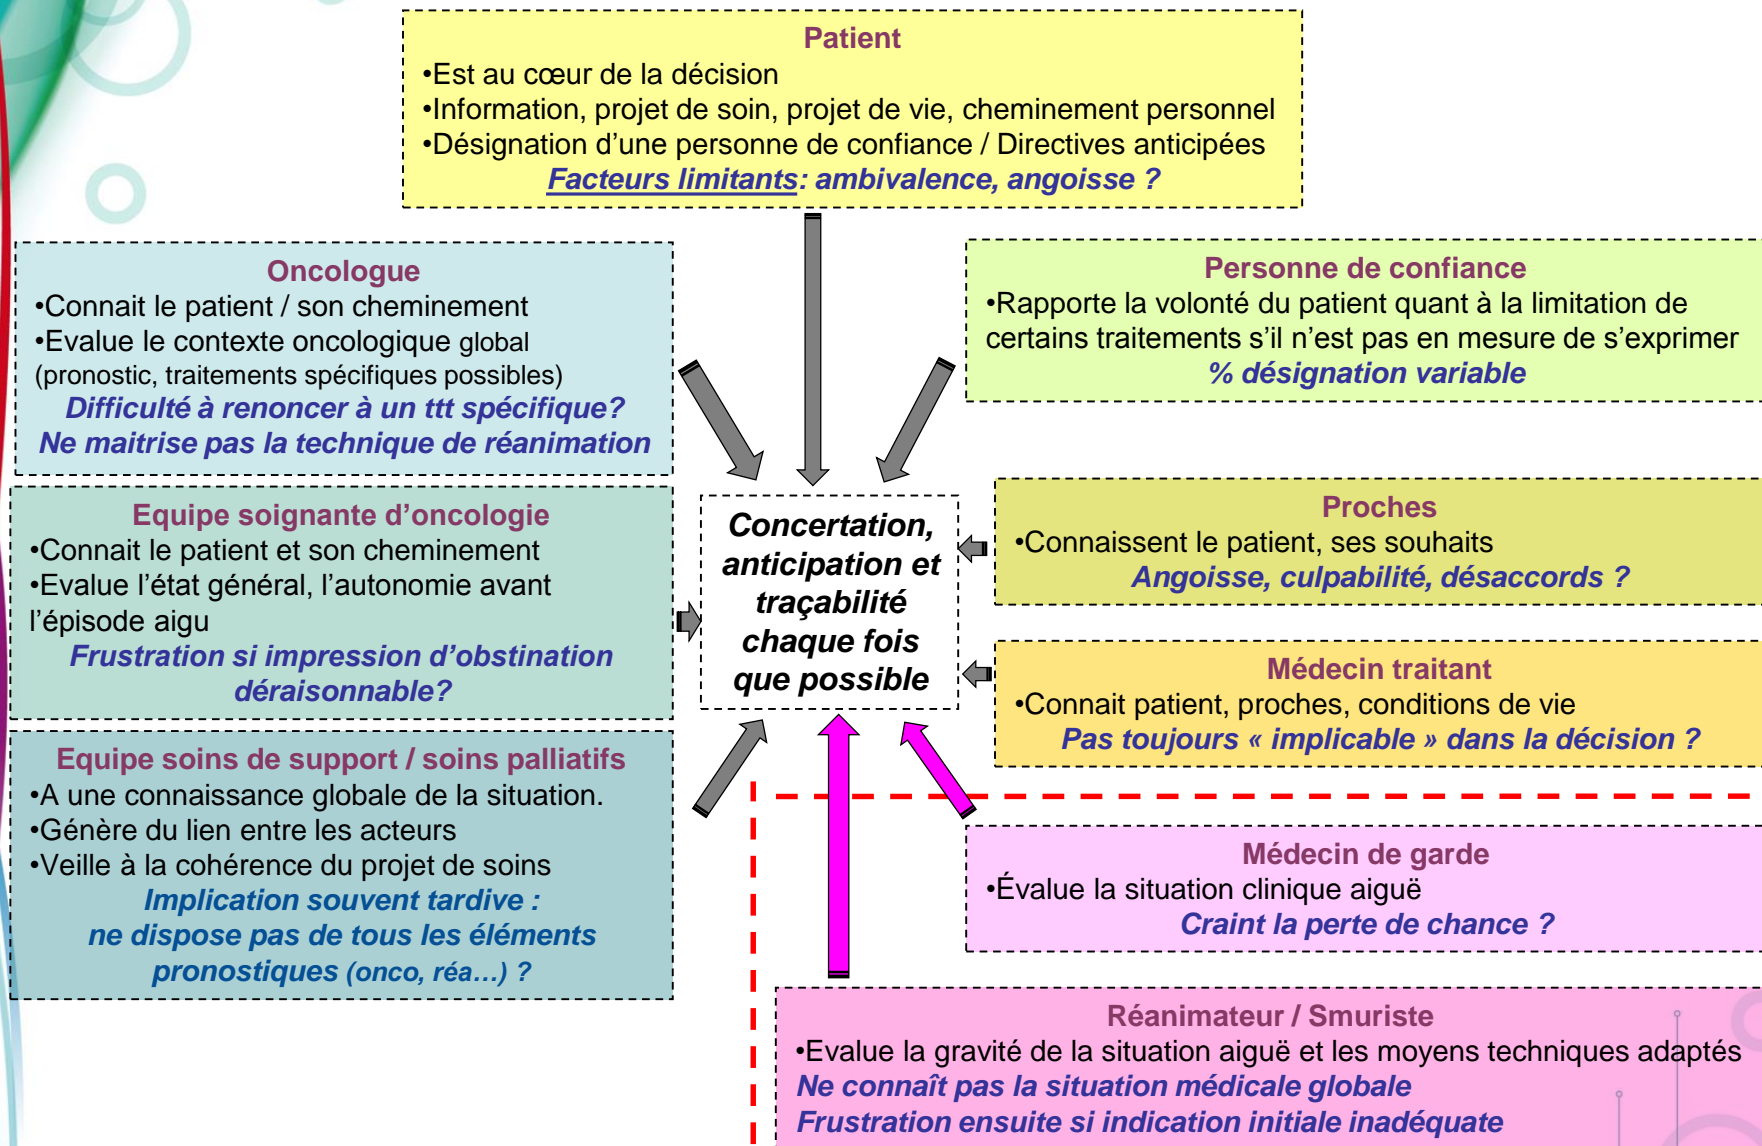 Patient
•Est au cœur de la décision
•Information, projet de soin, projet de vie, cheminement personnel
•Désignation d'une personne de confiance / Directives anticipées
Facteurs limitants: ambivalence, angoisse ?
Oncologue
•Connait le patient / son cheminement
•Evalue le contexte oncologique global
(pronostic, traitements spécifiques possibles)
Difficulté à renoncer à un ttt spécifique?
Ne maitrise pas la technique de réanimation
Personne de confiance
•Rapporte la volonté du patient quant à la limitation de
certains traitements s'il n'est pas en mesure de s'exprimer
% désignation variable
Equipe soignante d'oncologie
•Connait le patient et son cheminement
•Evalue l'état général, l'autonomie avant
l'épisode aigu
Frustration si impression d'obstination
déraisonnable?
Concertation,
anticipation et
traçabilité
chaque fois
que possible
Proches
•Connaissent le patient, ses souhaits
Angoisse, culpabilité, désaccords ?
Médecin traitant
•Connait patient, proches, conditions de vie
Pas toujours « implicable » dans la décision ?
Equipe soins de support / soins palliatifs
•A une connaissance globale de la situation.
•Génère du lien entre les acteurs
•Veille à la cohérence du projet de soins
Implication souvent tardive :
ne dispose pas de tous les éléments
pronostiques (onco, réa…) ?
Médecin de garde
•Évalue la situation clinique aiguë
Craint la perte de chance ?
Réanimateur / Smuriste
•Evalue la gravité de la situation aiguë et les moyens techniques adaptés
Ne connaît pas la situation médicale globale
Frustration ensuite si indication initiale inadéquate